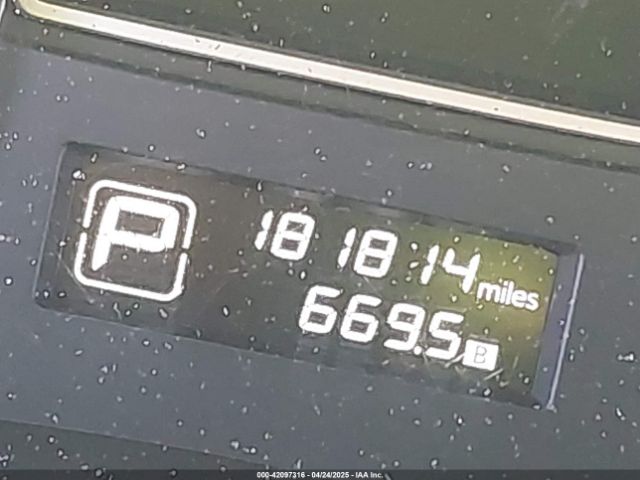 P
181814 miles
669.5 B
000-42097316 - 04/24/2025 - IAA Inc.